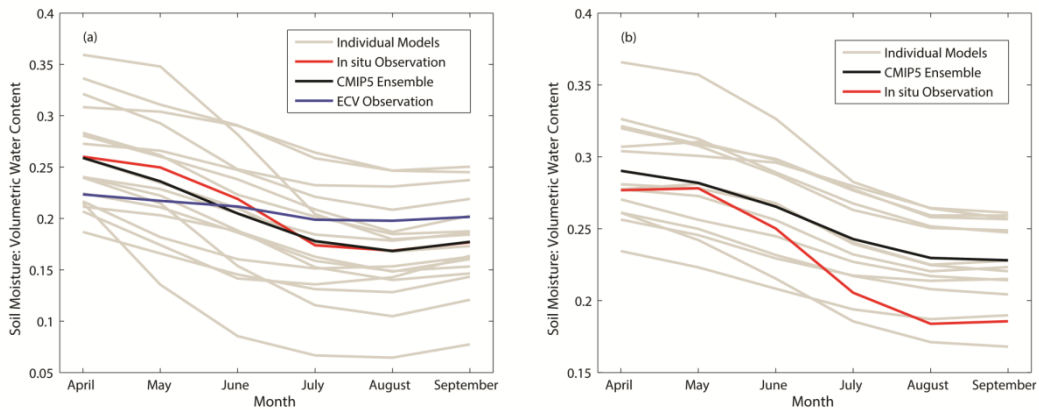 (a)
Individual Models
In situ Observation
CMIP5 Ensemble
ECV Observation
Soil Moisture: Volumetric Water Content
0.4
0.35
0.3
0.25
0.2
0.15
0.1
0.05
April May June July August September
Month
(b)
Individual Models
CMIP5 Ensemble
In situ Observation
Soil Moisture: Volumetric Water Content
0.4
0.35
0.3
0.25
0.2
0.15
April May June July August September
Month